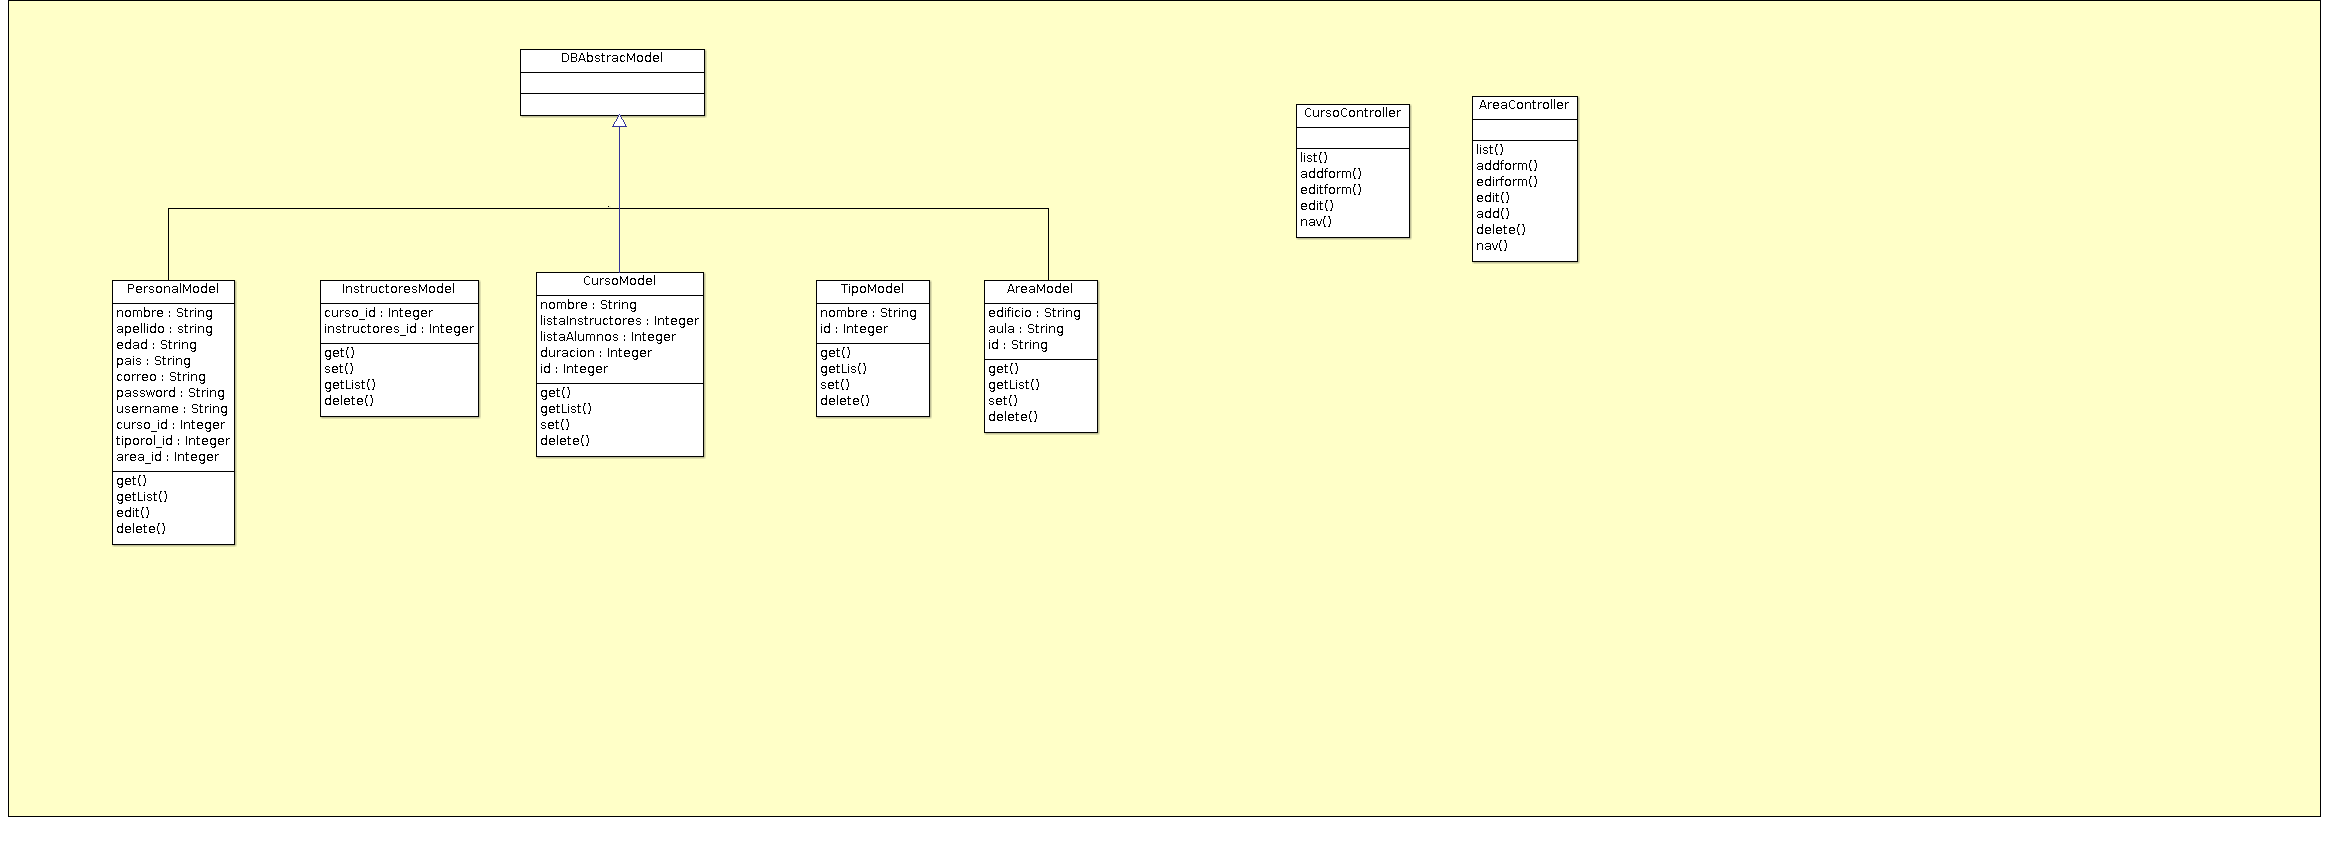 DBAbstracModel
CursoController
list()
addform()
editform()
edit()
nav()
AreaController
list()
addform()
edirform()
edit()
add()
delete()
nav()
PersonalModel
nombre : String
apellido : string
edad : String
pais : String
correo : String
password : String
username : String
curso_id : Integer
tiporol_id : Integer
area_id : Integer
get()
getList()
edit()
delete()
InstructoresModel
curso_id : Integer
instructores_id : Integer
get()
set()
getList()
delete()
CursoModel
nombre : String
listaInstructores : Integer
listaAlumnos : Integer
duracion : Integer
id : Integer
get()
getList()
set()
delete()
TipoModel
nombre : String
id : Integer
get()
getLis()
set()
delete()
AreaModel
edificio : String
aula : String
id : String
get()
getList()
set()
delete()